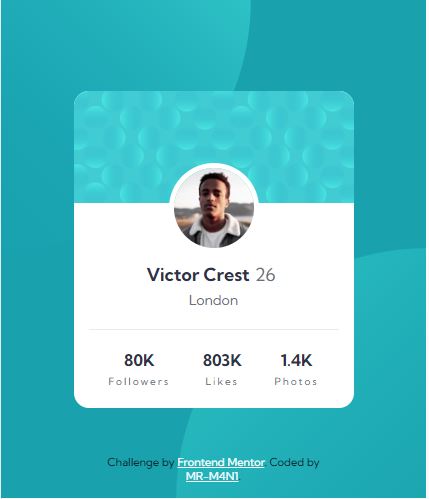 Victor Crest 26
London
80K 803K 1.4K
Followers Likes Photos
Challenge by Frontend Mentor. Coded by
MR-M4N1.